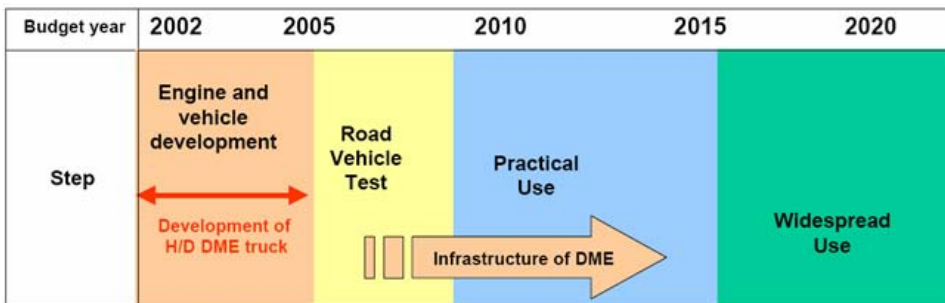 Budget year 2002 2005 2010 2015 2020
Step
Engine and
vehicle
development
Development of
H/D DME truck
Road
Vehicle
Test
Practical
Use
Infrastructure of DME
Widespread
Use